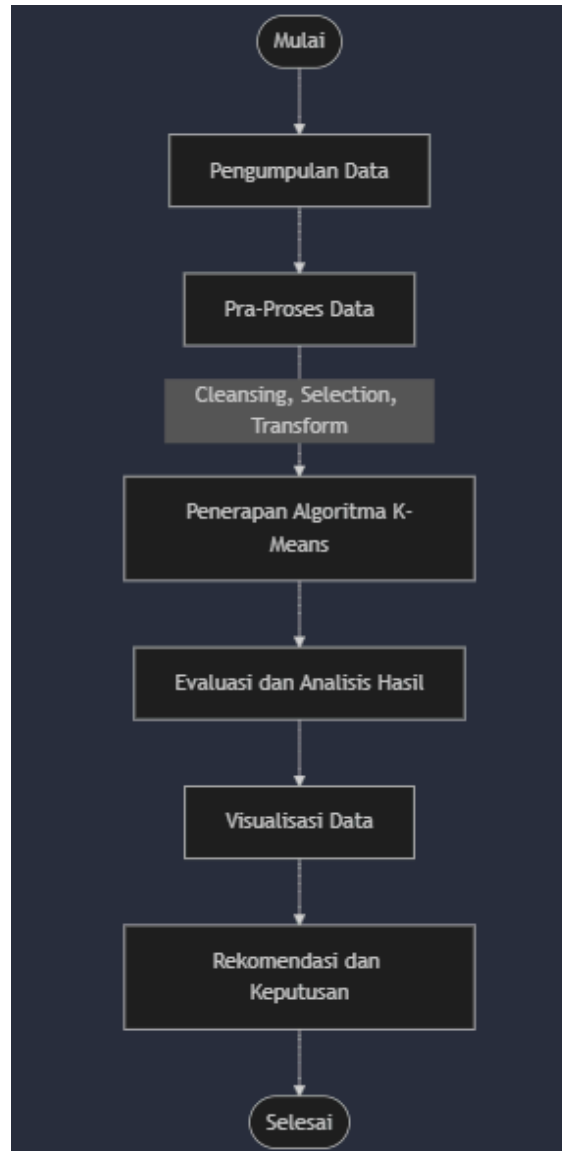 Mulai
Pengumpulan Data
Pra-Proses Data
Cleansing, Selection,
Transform
Penerapan Algoritma K-
Means
Evaluasi dan Analisis Hasil
Visualisasi Data
Rekomendasi dan
Keputusan
Selesai